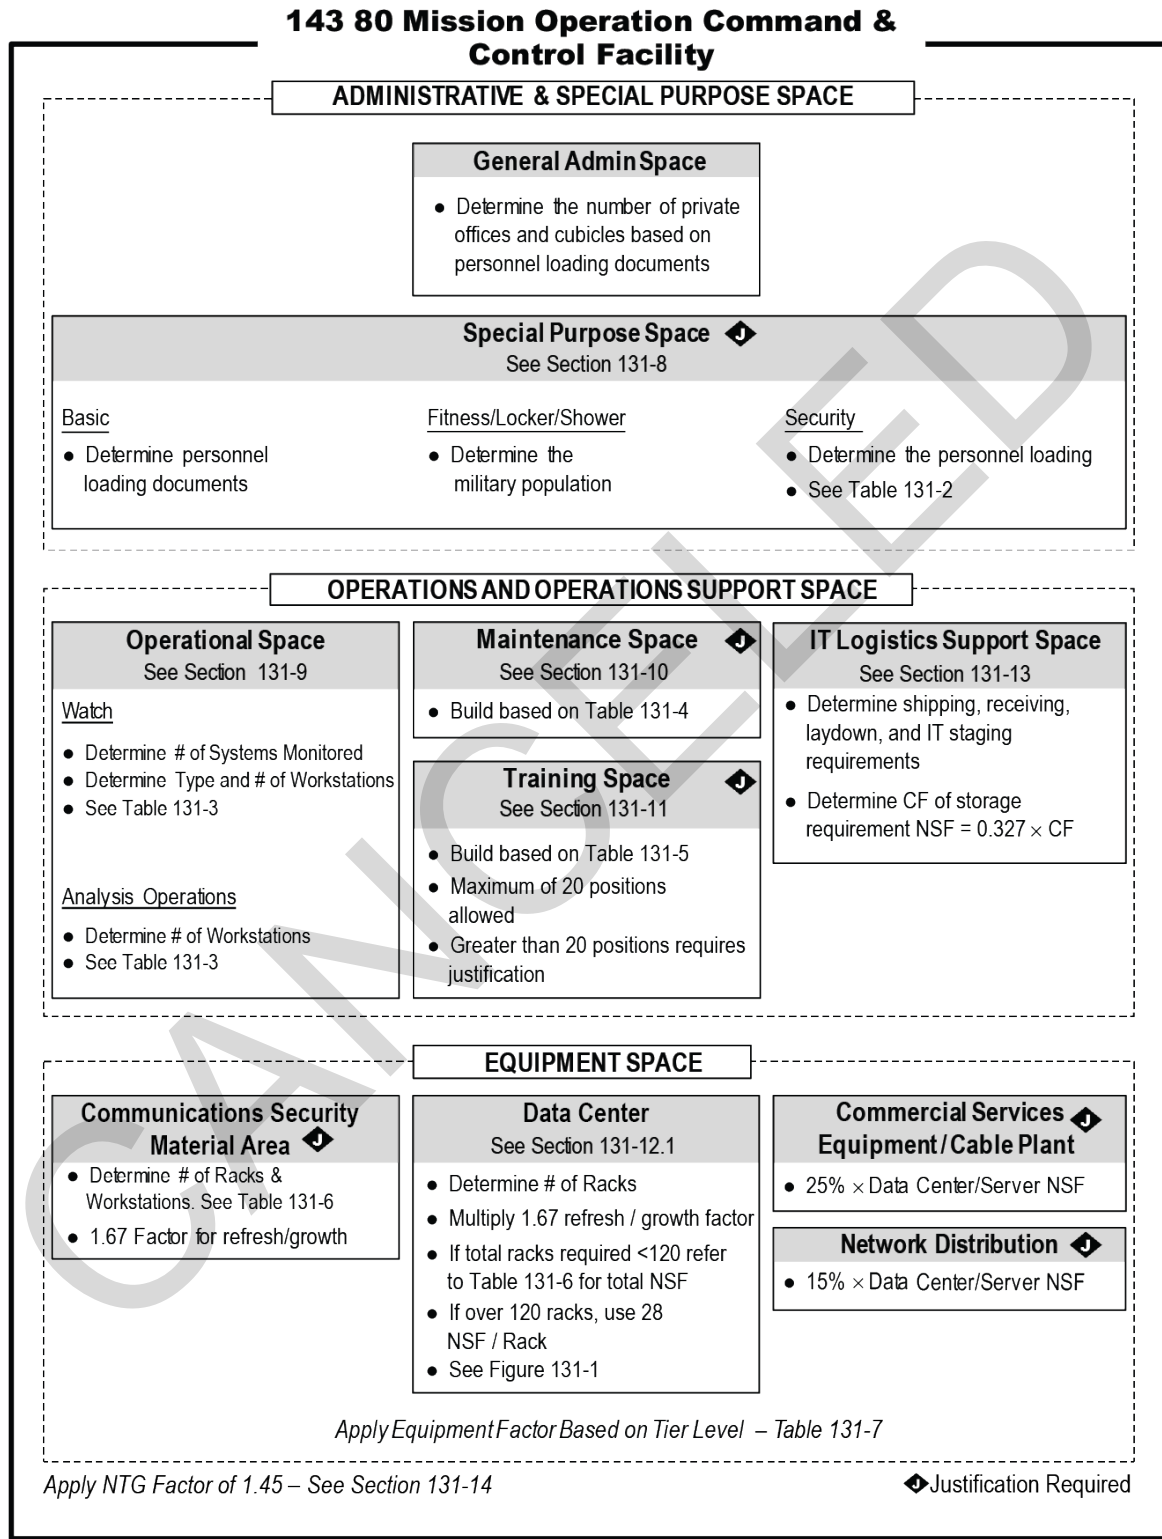 143 80 Mission Operation Command &
Control Facility
ADMINISTRATIVE & SPECIAL PURPOSE SPACE
General Admin Space
● Determine the number of private
offices and cubicles based on
personnel loading documents
Special Purpose Space J
See Section 131-8
Basic
● Determine personnel
loading documents
Fitness/Locker/Shower
● Determine the
military population
Security
● Determine the personnel loading
● See Table 131-2
OPERATIONS AND OPERATIONS SUPPORT SPACE
Operational Space
See Section 131-9
Watch
● Determine # of Systems Monitored
● Determine Type and # of Workstations
● See Table 131-3
Analysis Operations
● Determine # of Workstations
● See Table 131-3
Maintenance Space J
See Section 131-10
● Build based on Table 131-4
Training Space J
See Section 131-11
● Build based on Table 131-5
● Maximum of 20 positions
allowed
● Greater than 20 positions requires
justification
IT Logistics Support Space
See Section 131-13
● Determine shipping, receiving,
laydown, and IT staging
requirements
● Determine CF of storage
requirement NSF = 0.327 × CF
EQUIPMENT SPACE
Communications Security
Material Area J
● Determine # of Racks &
Workstations. See Table 131-6
● 1.67 Factor for refresh/growth
Data Center
See Section 131-12.1
● Determine # of Racks
● Multiply 1.67 refresh / growth factor
● If total racks required <120 refer
to Table 131-6 for total NSF
● If over 120 racks, use 28
NSF / Rack
● See Figure 131-1
Commercial Services J
Equipment / Cable Plant
● 25% × Data Center/Server NSF
Network Distribution J
● 15% × Data Center/Server NSF
Apply Equipment Factor Based on Tier Level – Table 131-7
Apply NTG Factor of 1.45 – See Section 131-14
J Justification Required
CANCELED